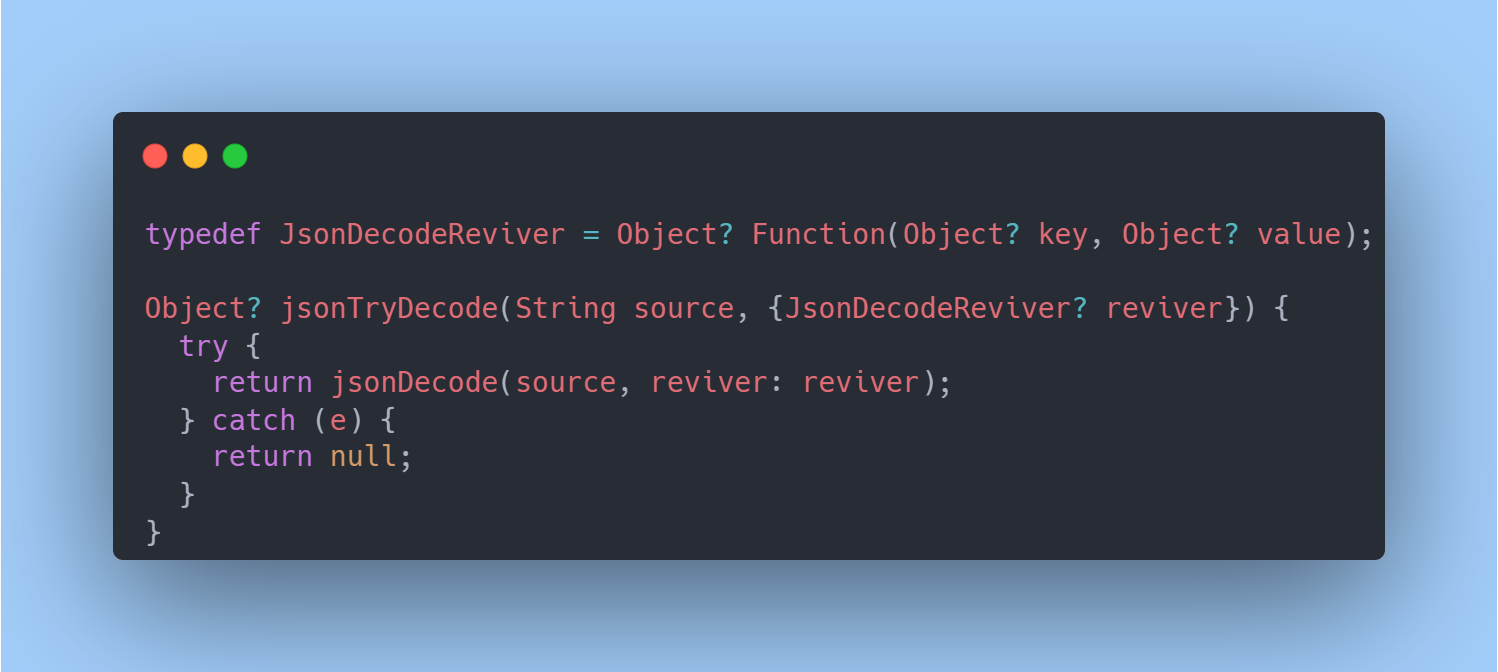 typedef JsonDecodeReviver = Object? Function(Object? key, Object? value);

Object? jsonTryDecode(String source, {JsonDecodeReviver? reviver}) {
  try {
    return jsonDecode(source, reviver: reviver);
  } catch (e) {
    return null;
  }
}